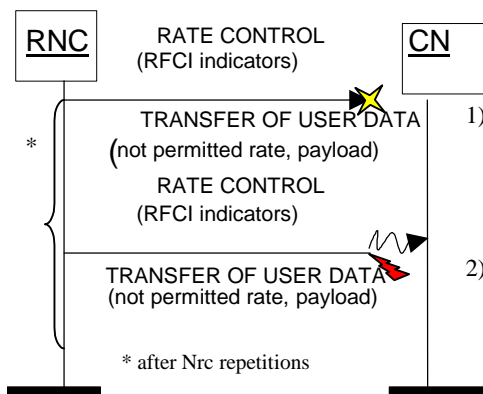 RNC
RATE CONTROL
CN
(RFCI indicators)
1)
TRANSFER OF USER DATA
*
(not permitted rate, payload)
RATE CONTROL
(RFCI indicators)
2)
TRANSFER OF USER DATA
(not permitted rate, payload)
* after Nrc repetitions